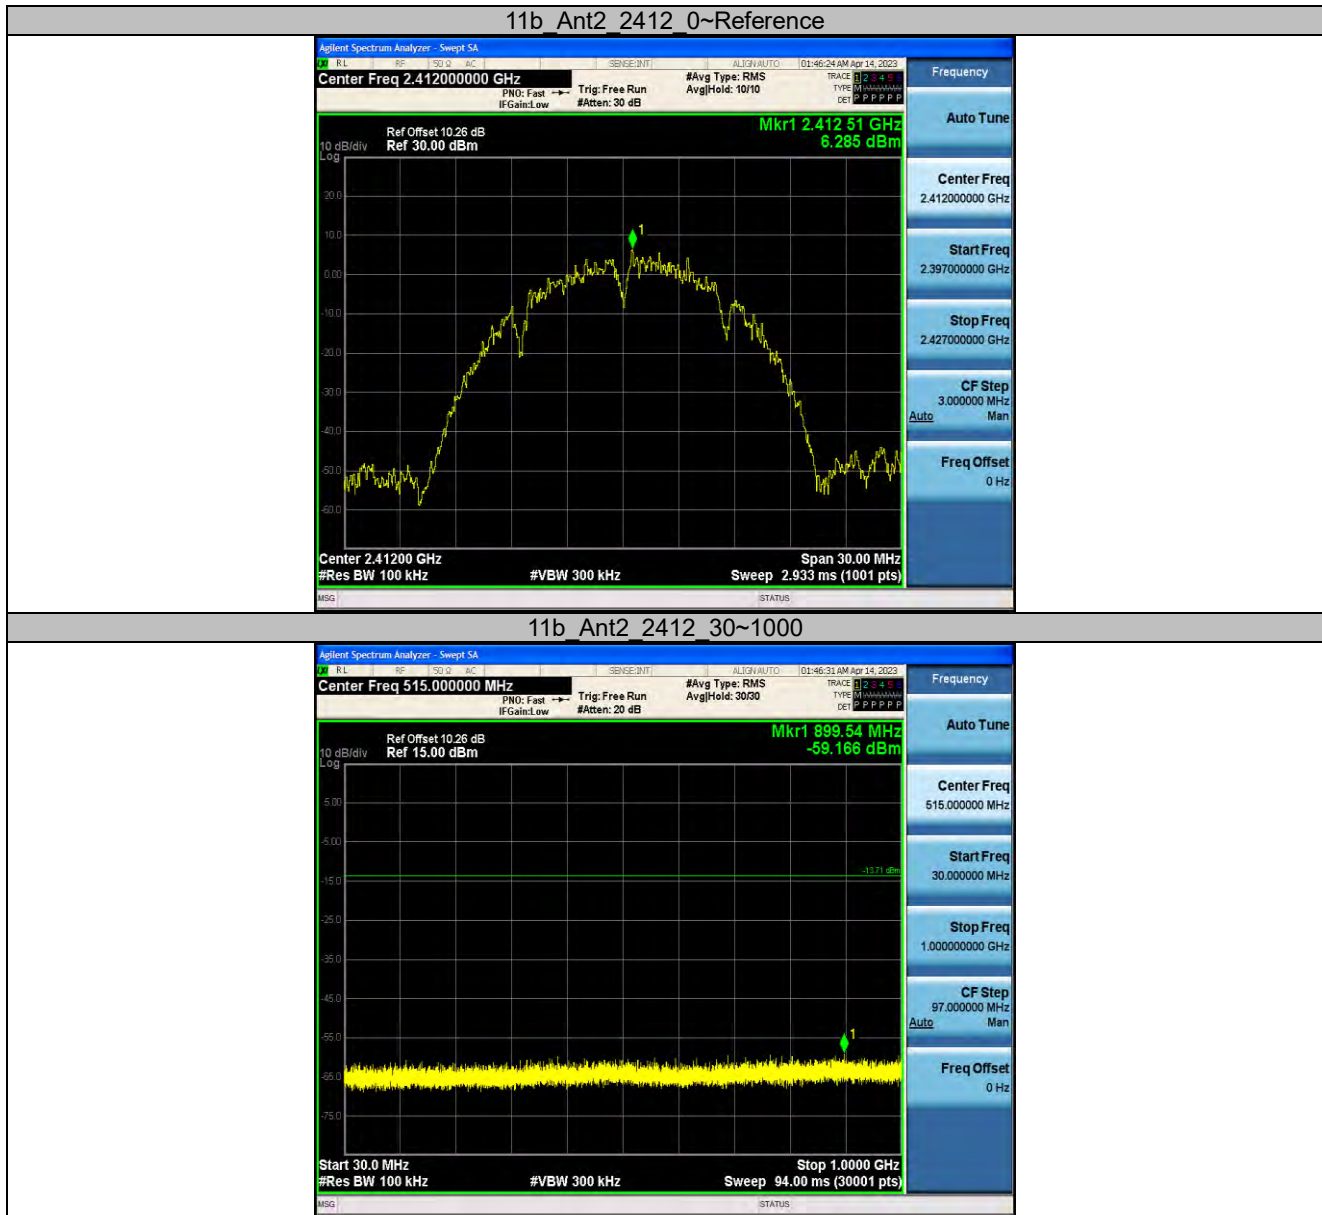 11b_Ant2_2412_0~Reference
Agilent Spectrum Analyzer - Swept SA
RL RF 50 Ω AC SENSE:INT ALIGN AUTO 01:46:24 AM Apr 14, 2023
Center Freq 2.412000000 GHz
PNO: Fast
IFGain:Low
Trig: Free Run
#Atten: 30 dB
#Avg Type: RMS
Avg|Hold: 10/10
TRACE 1 2 3 4 5
TYPE M
DET P P P P P P
Frequency
Mkr1 2.412 51 GHz
6.285 dBm
Ref Offset 10.26 dB
10 dB/div Ref 30.00 dBm
Log
20.0
10.0
0.00
-10.0
-20.0
-30.0
-40.0
-50.0
-60.0
1
Center 2.41200 GHz Span 30.00 MHz
#Res BW 100 kHz #VBW 300 kHz Sweep 2.933 ms (1001 pts)
Auto Tune
Center Freq
2.412000000 GHz
Start Freq
2.397000000 GHz
Stop Freq
2.427000000 GHz
CF Step
3.000000 MHz
Auto Man
Freq Offset
0 Hz
MSG STATUS
11b_Ant2_2412_30~1000
Agilent Spectrum Analyzer - Swept SA
RL RF 50 Ω AC SENSE:INT ALIGN AUTO 01:46:31 AM Apr 14, 2023
Center Freq 515.000000 MHz
PNO: Fast
IFGain:Low
Trig: Free Run
#Atten: 20 dB
#Avg Type: RMS
Avg|Hold: 30/30
TRACE 1 2 3 4 5
TYPE M
DET P P P P P P
Frequency
Mkr1 899.54 MHz
-59.166 dBm
Ref Offset 10.26 dB
10 dB/div Ref 15.00 dBm
Log
5.00
-5.00
-15.0
-25.0
-35.0
-45.0
-55.0
-65.0
-75.0
-13.71 dBm
1
Start 30.0 MHz Stop 1.0000 GHz
#Res BW 100 kHz #VBW 300 kHz Sweep 94.00 ms (30001 pts)
Auto Tune
Center Freq
515.000000 MHz
Start Freq
30.000000 MHz
Stop Freq
1.000000000 GHz
CF Step
97.000000 MHz
Auto Man
Freq Offset
0 Hz
MSG STATUS